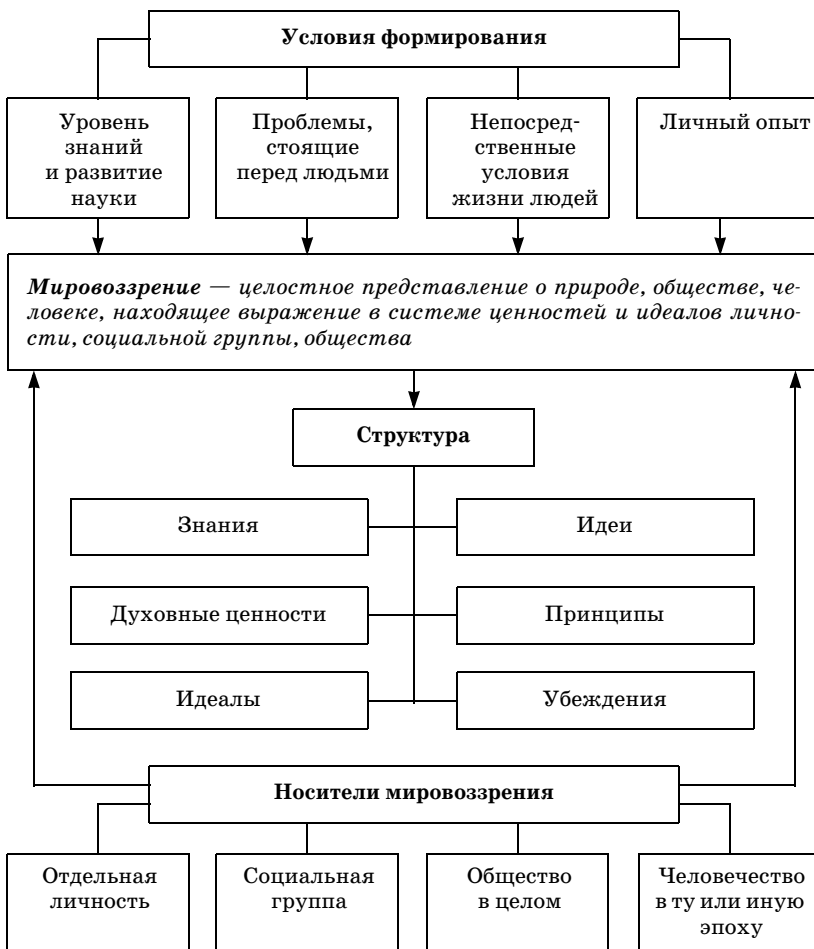 Условия формирования
Уровень
знаний
и развитие
науки
Проблемы,
стоящие
перед людьми
Непосред-
ственные
условия
жизни людей
Личный опыт
Мировоззрение — целостное представление о природе, обществе, че-
ловеке, находящее выражение в системе ценностей и идеалов лично-
сти, социальной группы, общества
Структура
Знания
Идеи
Духовные ценности
Принципы
Идеалы
Убеждения
Носители мировоззрения
Отдельная
личность
Социальная
группа
Общество
в целом
Человечество
в ту или иную
эпоху